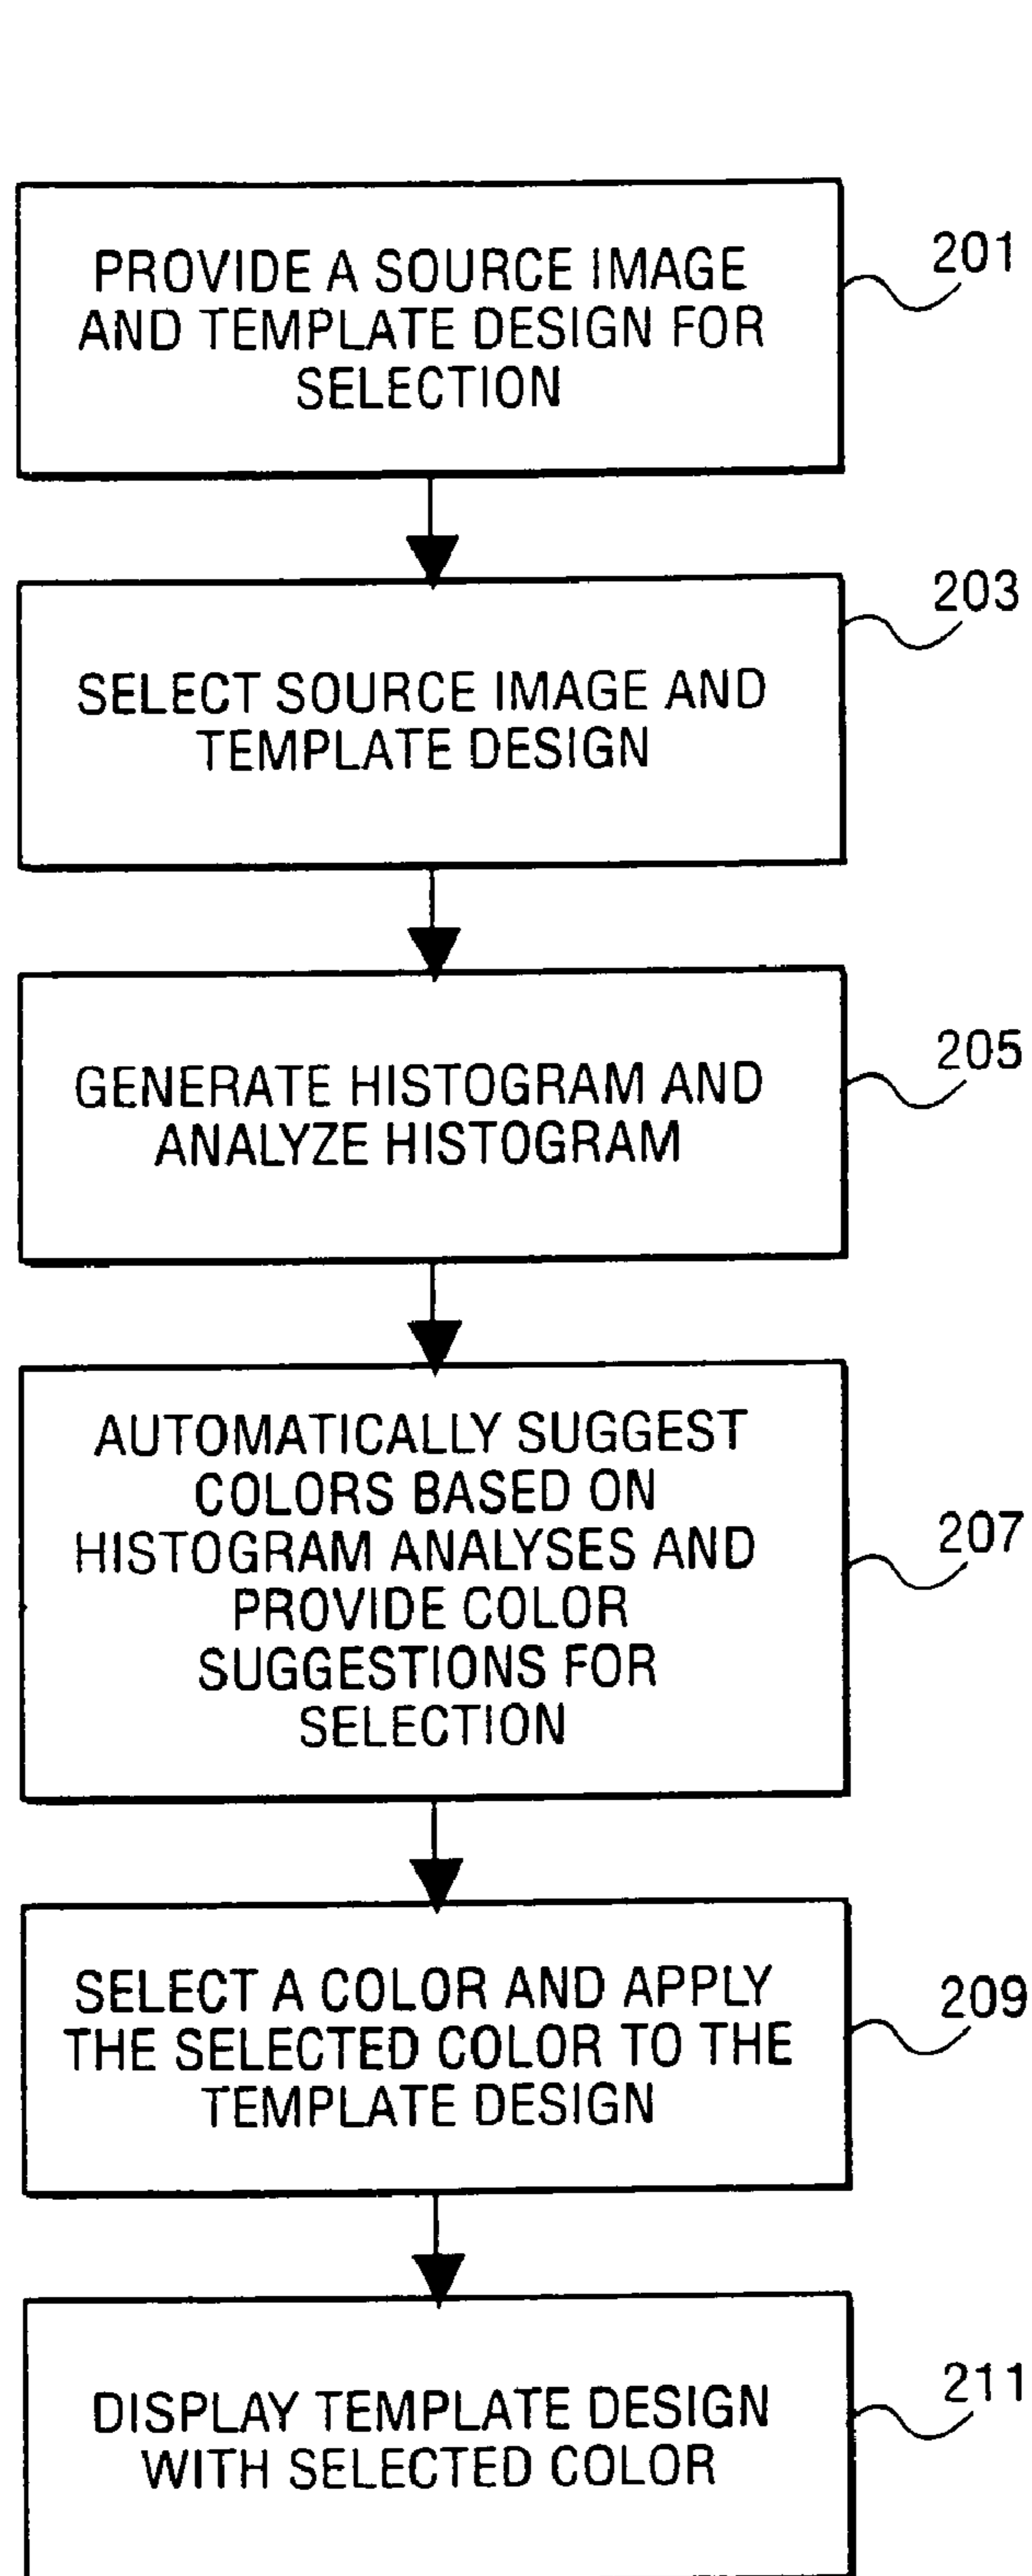 PROVIDE A SOURCE IMAGE
AND TEMPLATE DESIGN FOR
SELECTION
201
SELECT SOURCE IMAGE AND
TEMPLATE DESIGN
203
GENERATE HISTOGRAM AND
ANALYZE HISTOGRAM
205
AUTOMATICALLY SUGGEST
COLORS BASED ON
HISTOGRAM ANALYSES AND
PROVIDE COLOR
SUGGESTIONS FOR
SELECTION
207
SELECT A COLOR AND APPLY
THE SELECTED COLOR TO THE
TEMPLATE DESIGN
209
DISPLAY TEMPLATE DESIGN
WITH SELECTED COLOR
211